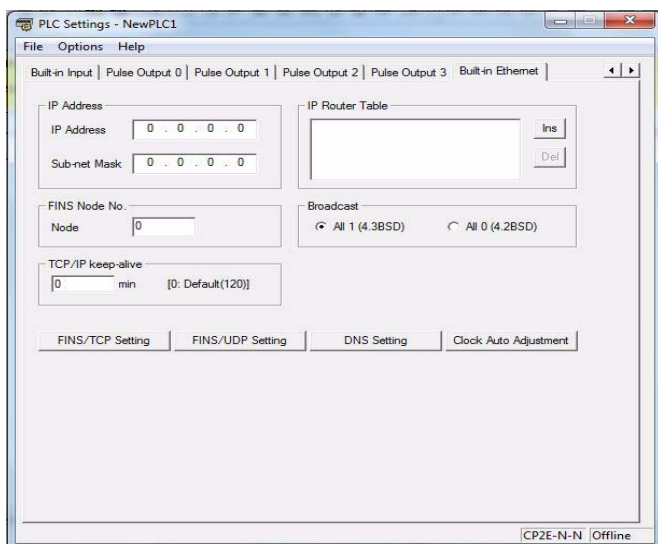 PLC Settings - NewPLC1
File Options Help
Built-in Input Pulse Output 0 Pulse Output 1 Pulse Output 2 Pulse Output 3 Built-in Ethernet
IP Address
IP Address 0 . 0 . 0 . 0
Sub-net Mask 0 . 0 . 0 . 0
IP Router Table
Ins
Del
FINS Node No.
Node 0
Broadcast
All 1 (4.3BSD) All 0 (4.2BSD)
TCP/IP keep-alive
0 min [0: Default(120)]
FINS/TCP Setting FINS/UDP Setting DNS Setting Clock Auto Adjustment
CP2E-N-N Offline